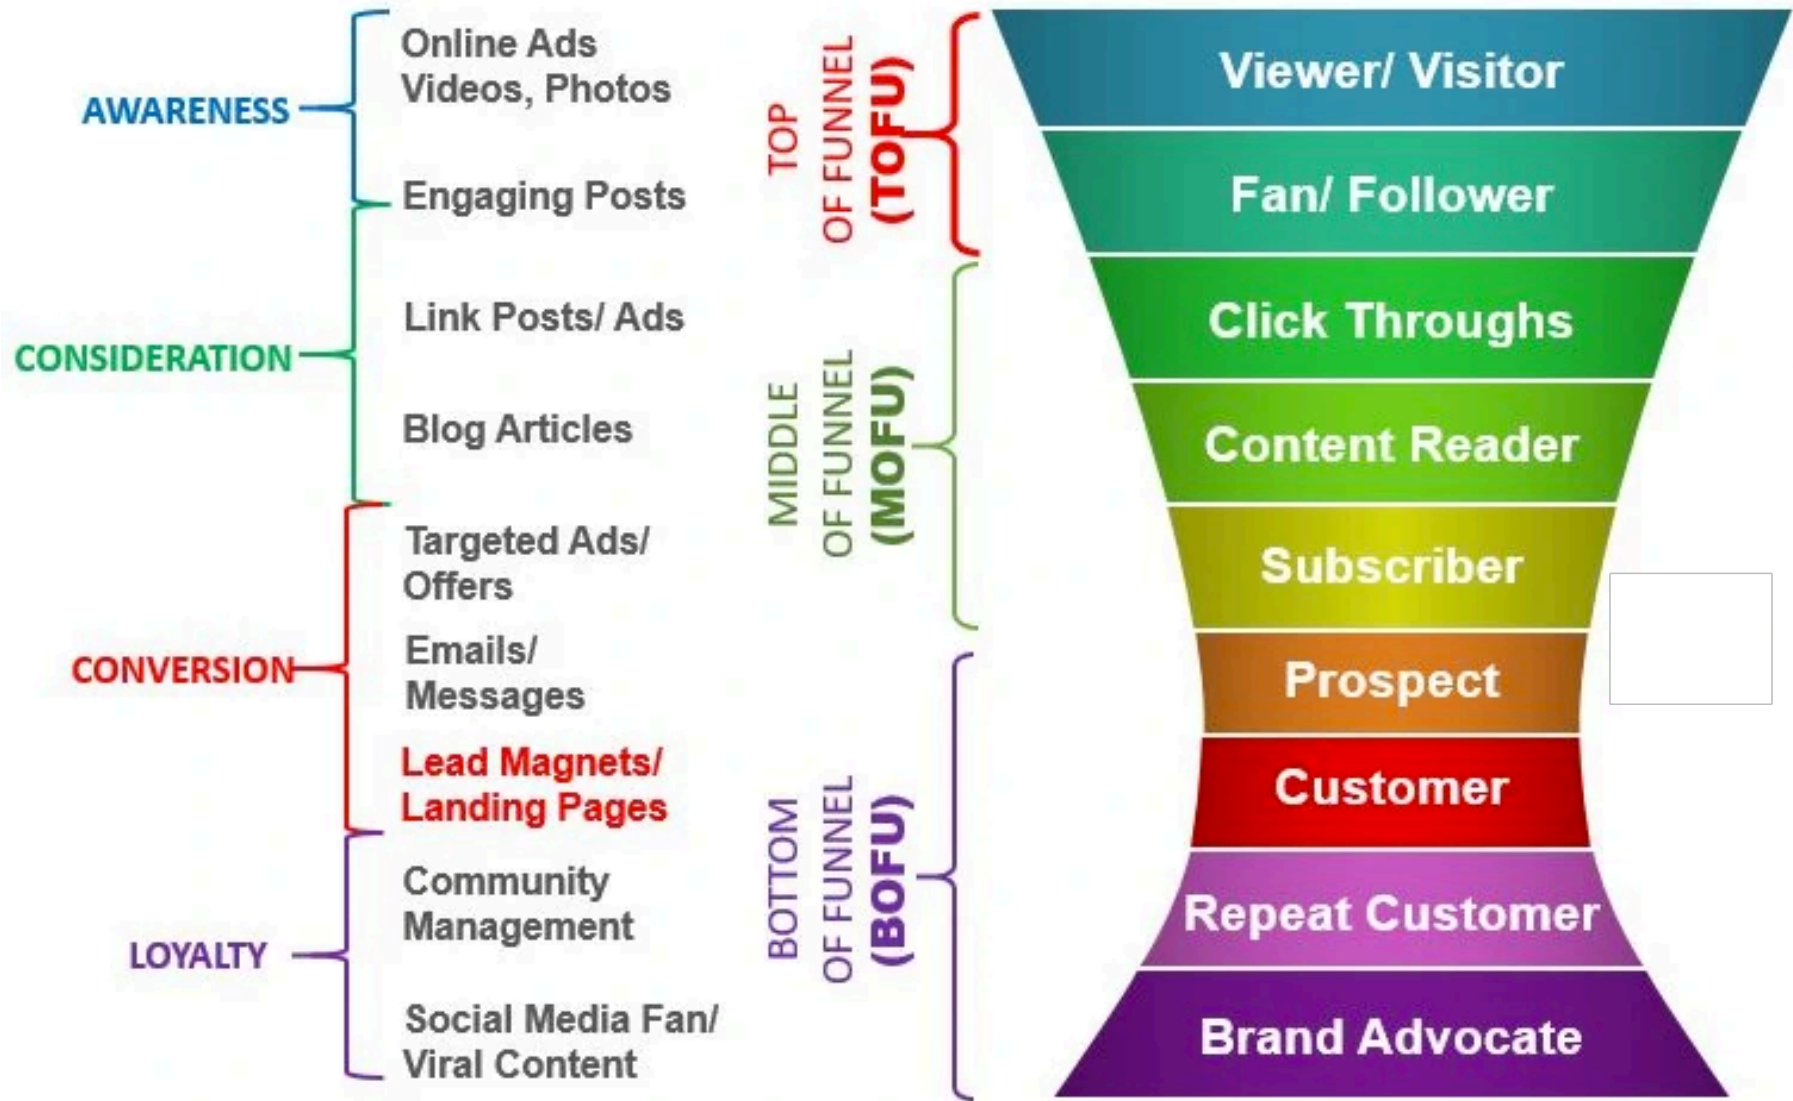 AWARENESS
Online Ads
Videos, Photos
Engaging Posts
CONSIDERATION
Link Posts/ Ads
Blog Articles
CONVERSION
Targeted Ads/
Offers
Emails/
Messages
Lead Magnets/
Landing Pages
LOYALTY
Community
Management
Social Media Fan/
Viral Content
TOP
OF FUNNEL
(TOFU)
MIDDLE
OF FUNNEL
(MOFU)
BOTTOM
OF FUNNEL
(BOFU)
Viewer/ Visitor
Fan/ Follower
Click Throughs
Content Reader
Subscriber
Prospect
Customer
Repeat Customer
Brand Advocate